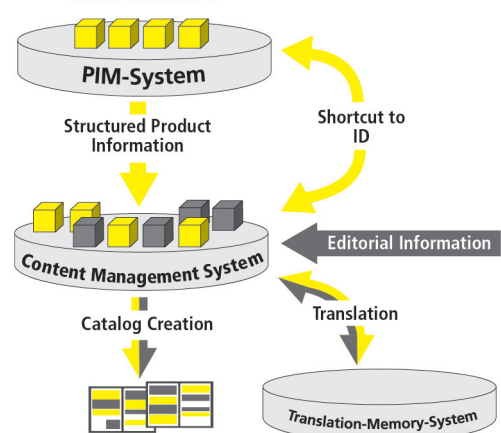 PIM-System
Structured Product
Information
Shortcut to
ID
Editorial Information
Content Management System
Catalog Creation
Translation
Translation-Memory-System